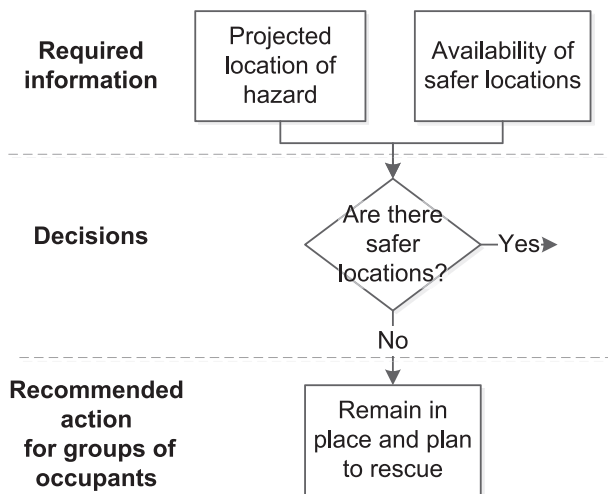 Required
information
Projected
location of
hazard
Availability of
safer locations
Decisions
Are there
safer
locations?
Yes
No
Recommended
action
for groups of
occupants
Remain in
place and plan
to rescue